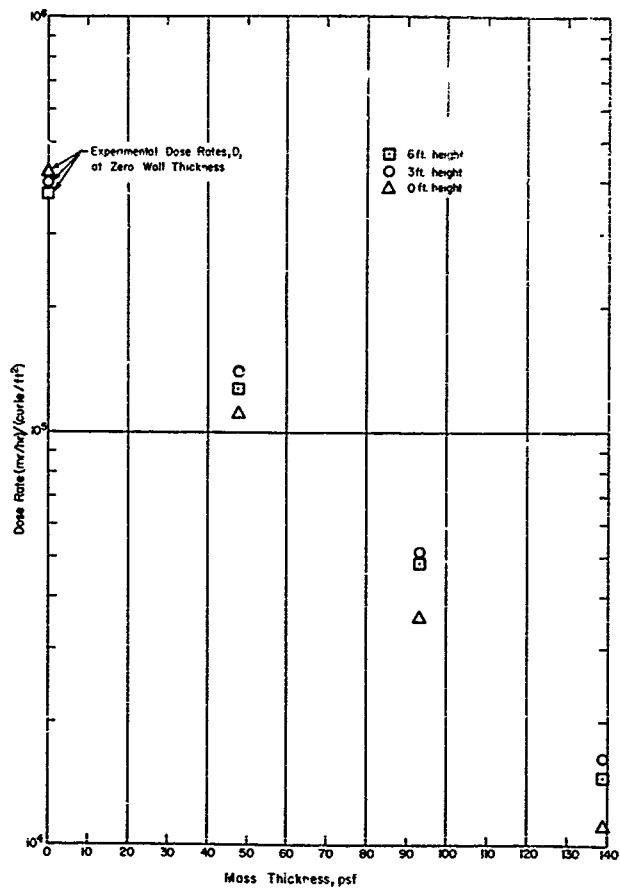 10⁶
Experimental Dose Rates, D,
at Zero Wall Thickness
6 ft. height
3 ft. height
0 ft. height
Dose Rate (mr/hr)/(curie/ft²)
10⁵
10⁴
0 10 20 30 40 50 60 70 80 90 100 110 120 130 140
Mass Thickness, psf